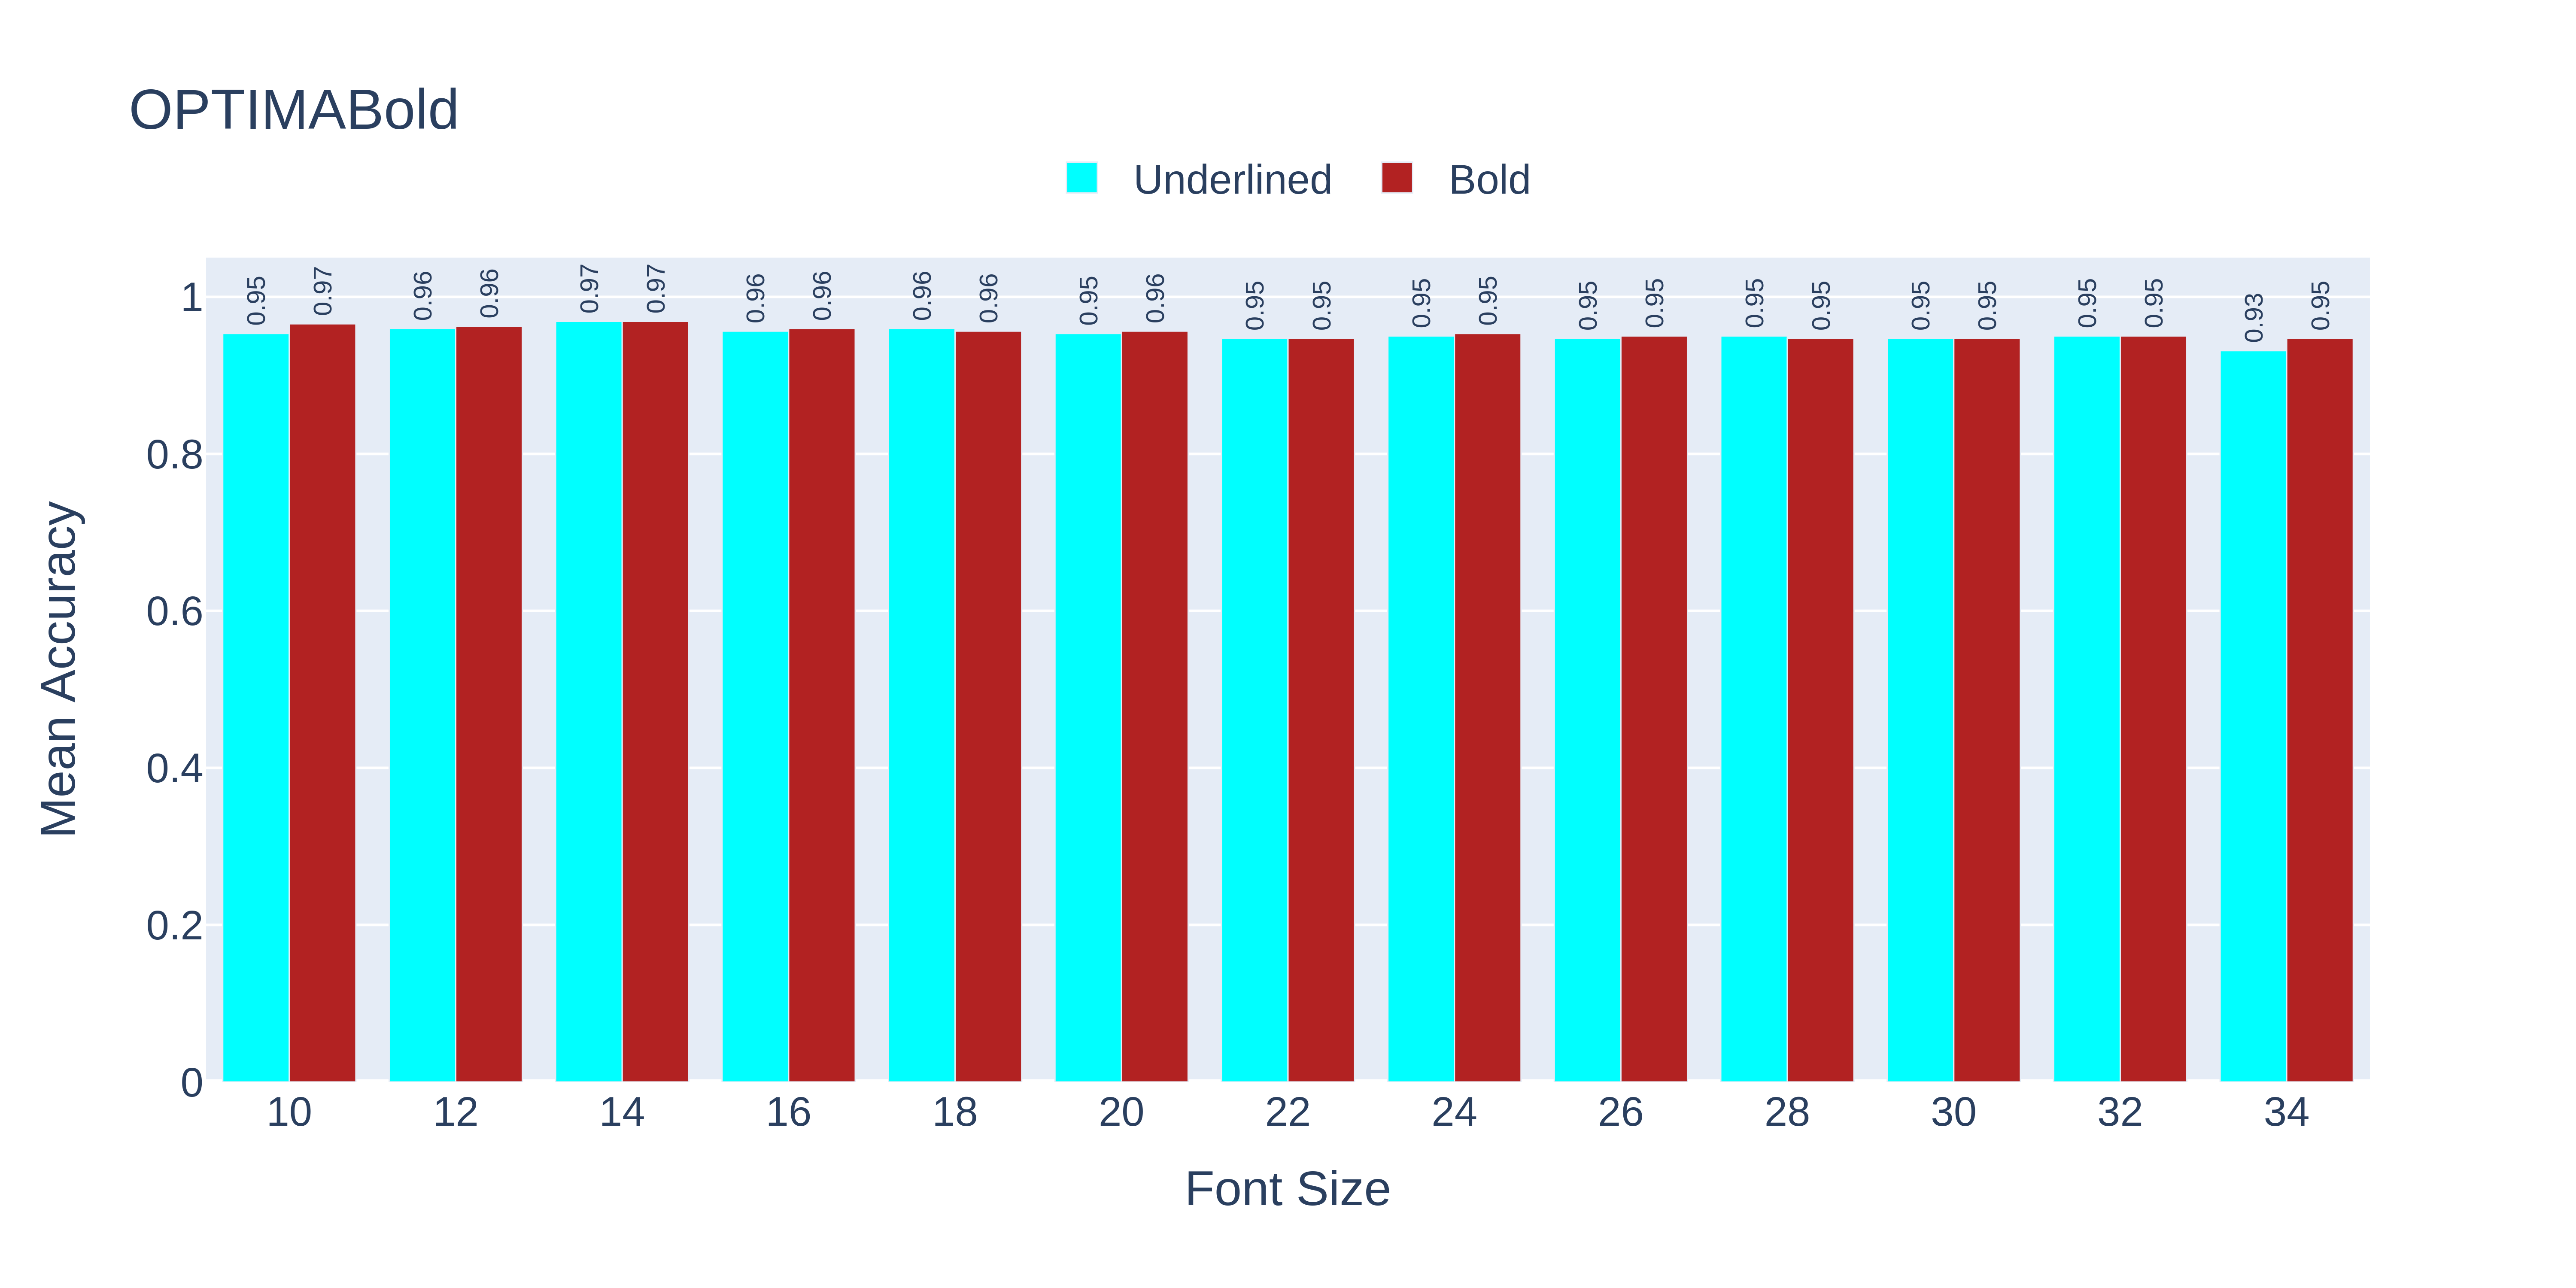 OPTIMABold
Underlined Bold
0.95 0.97 0.96 0.96 0.97 0.97 0.96 0.96 0.96 0.96 0.95 0.96 0.95 0.95 0.95 0.95 0.95 0.95 0.95 0.95 0.95 0.95 0.95 0.95 0.93 0.95
1
0.8
0.6
0.4
0.2
0
Mean Accuracy
10 12 14 16 18 20 22 24 26 28 30 32 34
Font Size